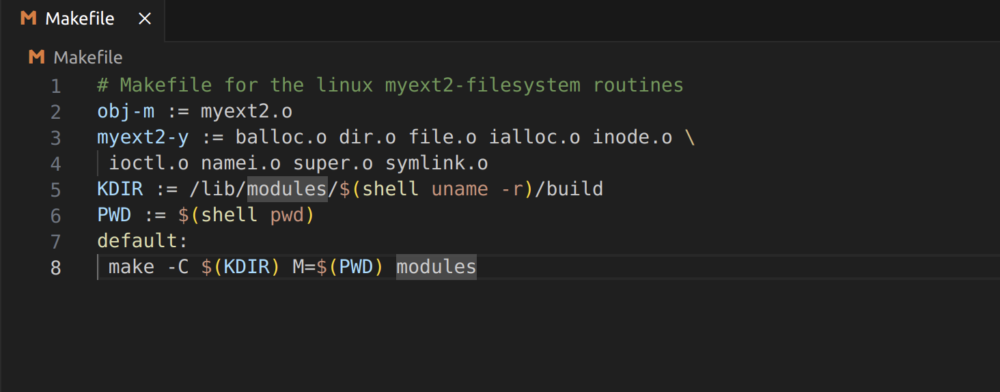 Makefile
Makefile
1 # Makefile for the linux myext2-filesystem routines
2 obj-m := myext2.o
3 myext2-y := balloc.o dir.o file.o ialloc.o inode.o \
4  ioctl.o namei.o super.o symlink.o
5 KDIR := /lib/modules/$(shell uname -r)/build
6 PWD := $(shell pwd)
7 default:
8  make -C $(KDIR) M=$(PWD) modules